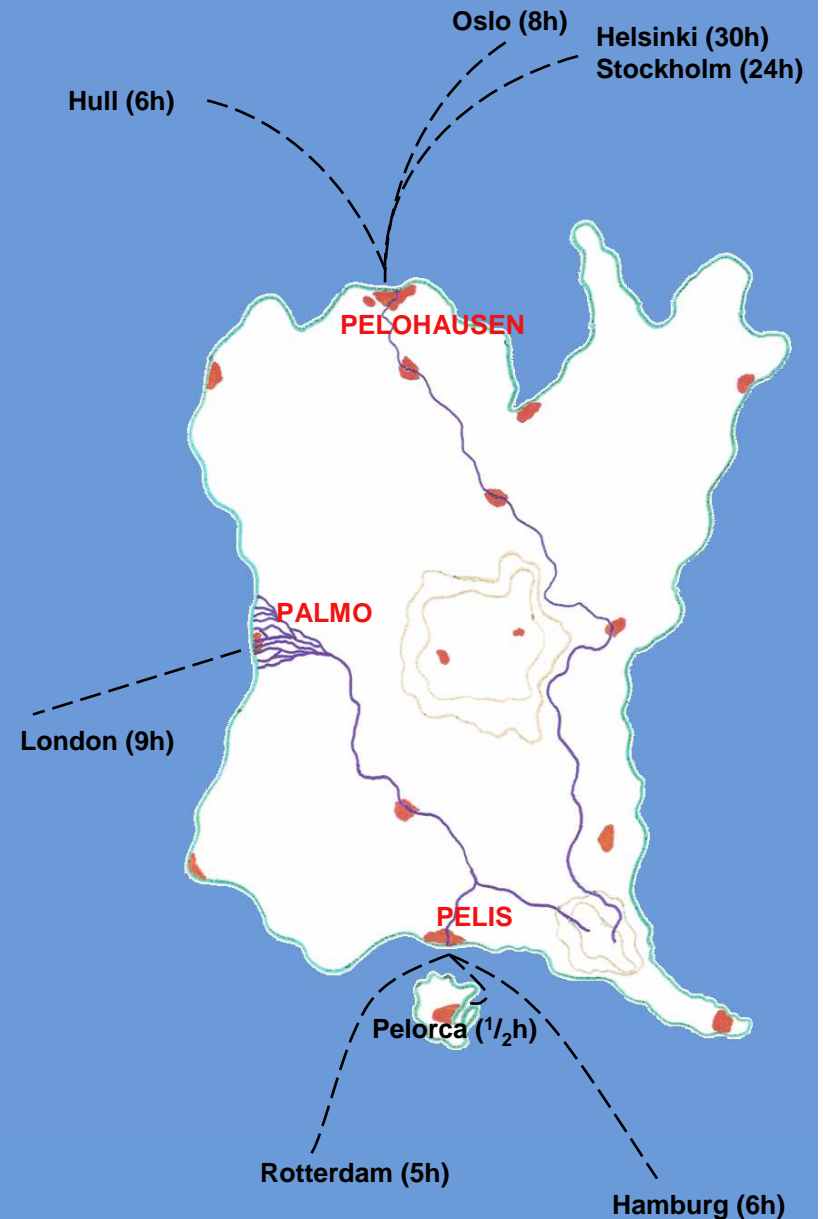 Oslo (8h)
Helsinki (30h)
Stockholm (24h)
Hull (6h)
PELOHAUSEN
PALMO
London (9h)
PELIS
Pelorca (1/2h)
Rotterdam (5h)
Hamburg (6h)